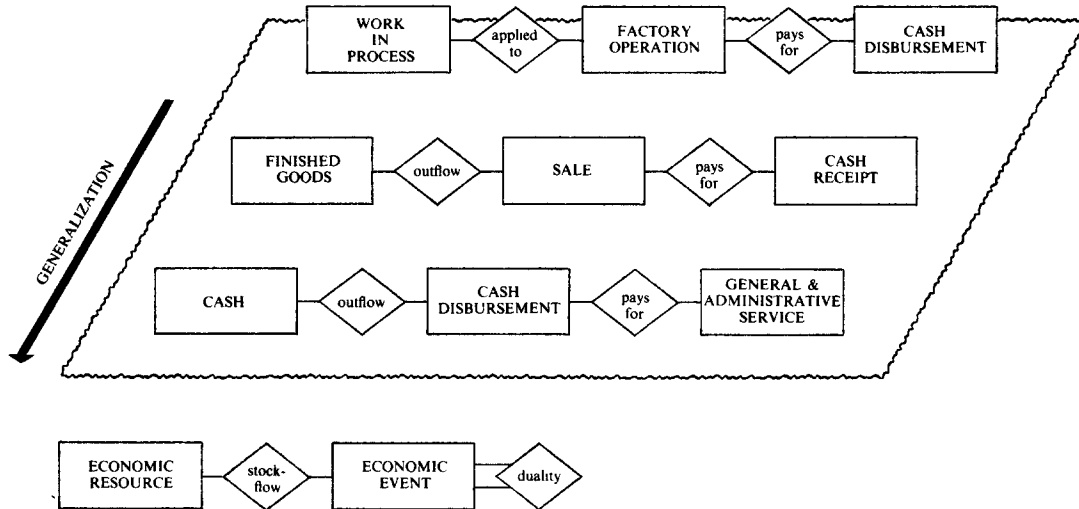 WORK
IN
PROCESS
applied
to
FACTORY
OPERATION
pays
for
CASH
DISBURSEMENT
GENERALIZATION
FINISHED
GOODS
outflow
SALE
pays
for
CASH
RECEIPT
CASH
outflow
CASH
DISBURSEMENT
pays
for
GENERAL &
ADMINISTRATIVE
SERVICE
ECONOMIC
RESOURCE
stock-
flow
ECONOMIC
EVENT
duality